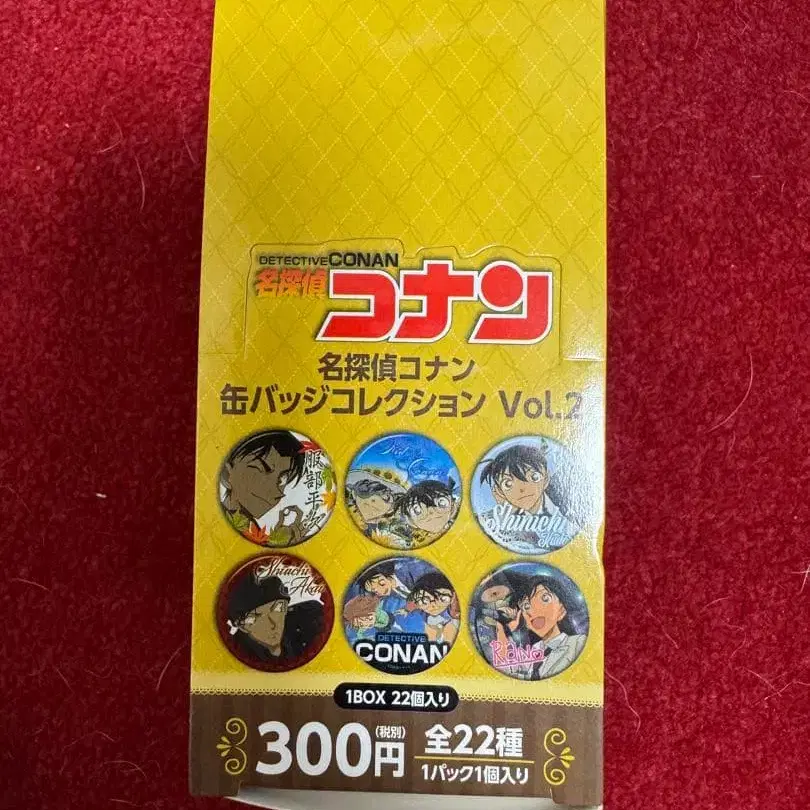 DETECTIVE CONAN
名探偵コナン
名探偵コナン
缶バッジコレクション Vol.2
服部平次
Shinichi
Shuichi
Akai
DETECTIVE
CONAN
1BOX 22個入り
300円(税別)
全22種
1パック1個入り